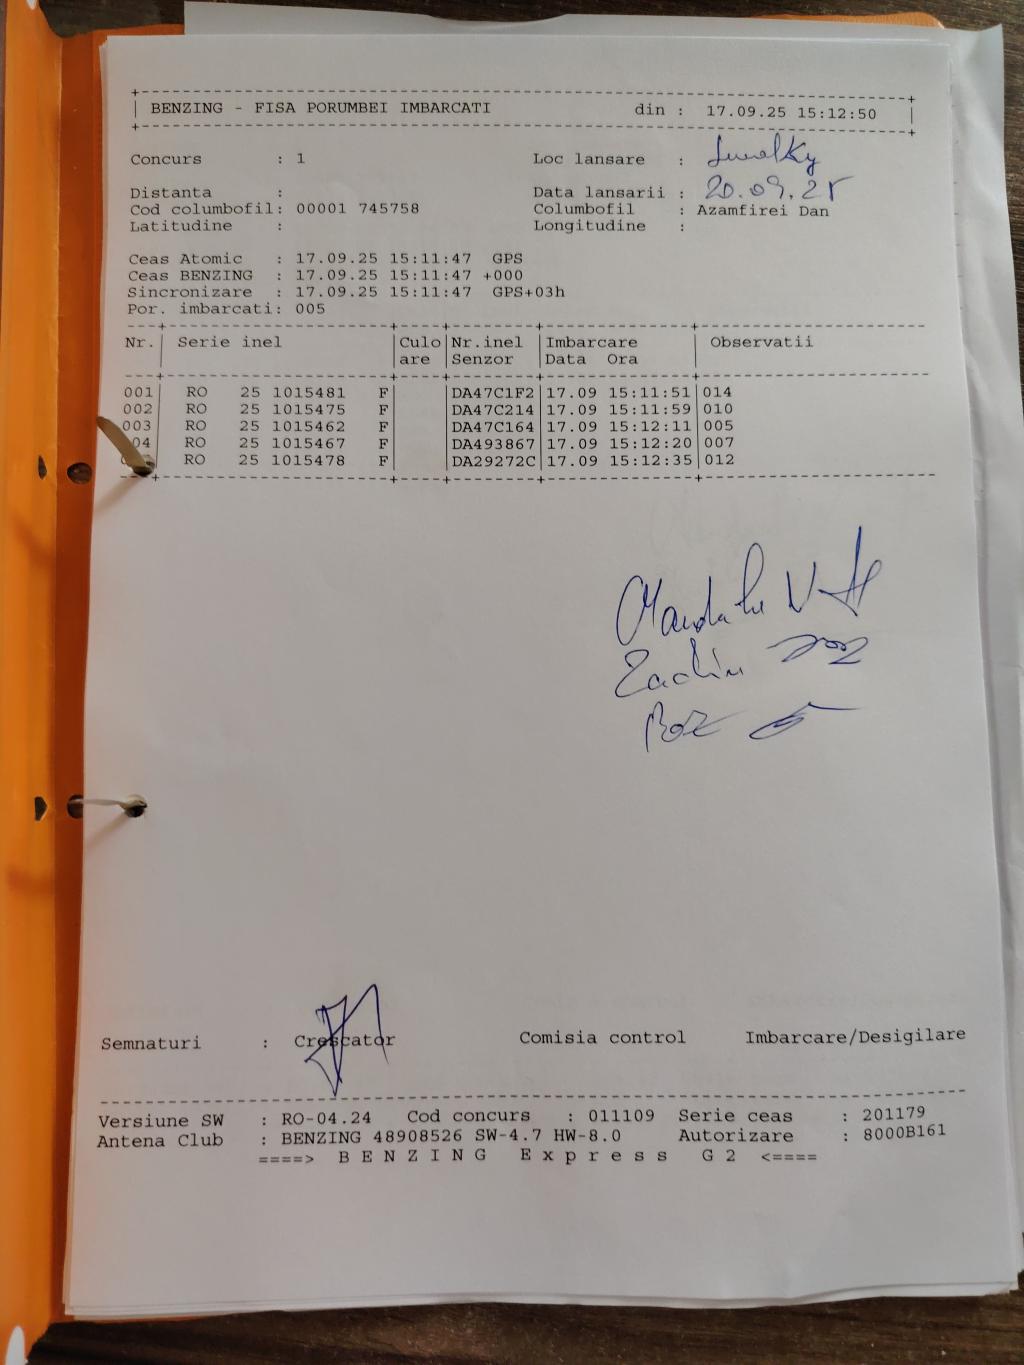 BENZING - FISA PORUMBEI IMBARCATI din : 17.09.25 15:12:50
Concurs : 1 Loc lansare :
Distanta : Data lansarii : 20.09.25
Cod columbofil: 00001 745758 Columbofil : Azamfirei Dan
Latitudine : Longitudine :
Ceas Atomic : 17.09.25 15:11:47 GPS
Ceas BENZING : 17.09.25 15:11:47 +000
Sincronizare : 17.09.25 15:11:47 GPS+03h
Por. imbarcati: 005
Nr. Serie inel Culo Nr.inel Imbarcare Observatii
are Senzor Data Ora
001 RO 25 1015481 F DA47C1F2 17.09 15:11:51 014
002 RO 25 1015475 F DA47C214 17.09 15:11:59 010
003 RO 25 1015462 F DA47C164 17.09 15:12:11 005
04 RO 25 1015467 F DA493867 17.09 15:12:20 007
RO 25 1015478 F DA29272C 17.09 15:12:35 012
Semnaturi : Crescator Comisia control Imbarcare/Desigilare
Versiune SW : RO-04.24 Cod concurs : 011109 Serie ceas : 201179
Antena Club : BENZING 48908526 SW-4.7 HW-8.0 Autorizare : 8000B161
====> B E N Z I N G E x p r e s s G 2 <====